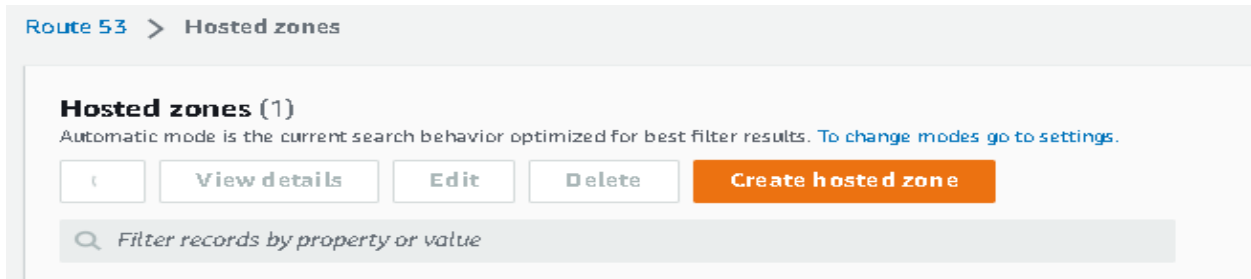 Route 53 > Hosted zones
Hosted zones (1)
Automatic mode is the current search behavior optimized for best filter results. To change modes go to settings.
View details Edit Delete Create hosted zone
Filter records by property or value